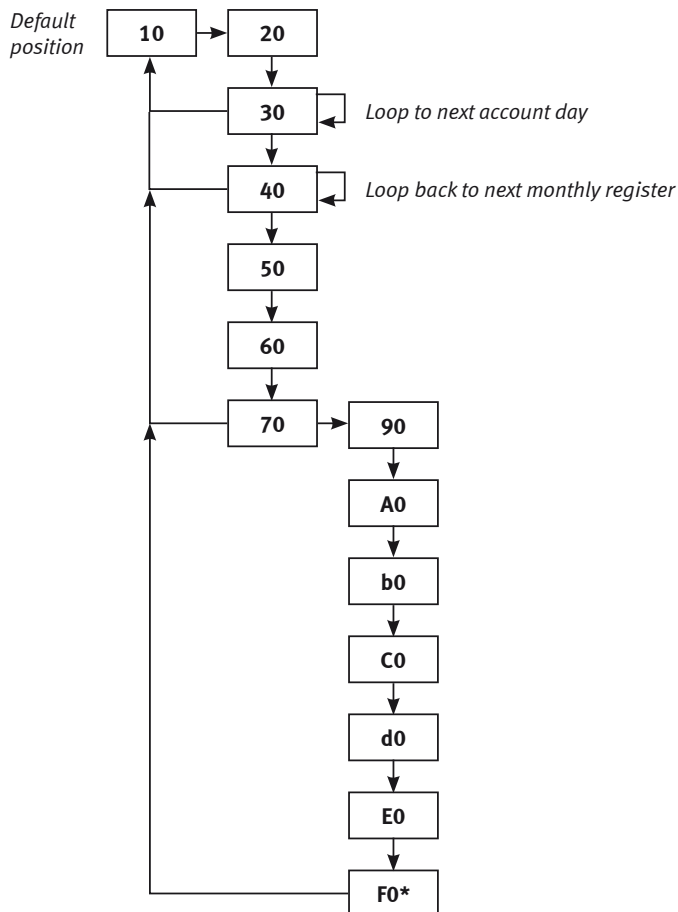 Default
position
10
20
30
Loop to next account day
40
Loop back to next monthly register
50
60
70
90
A0
b0
C0
d0
E0
F0*